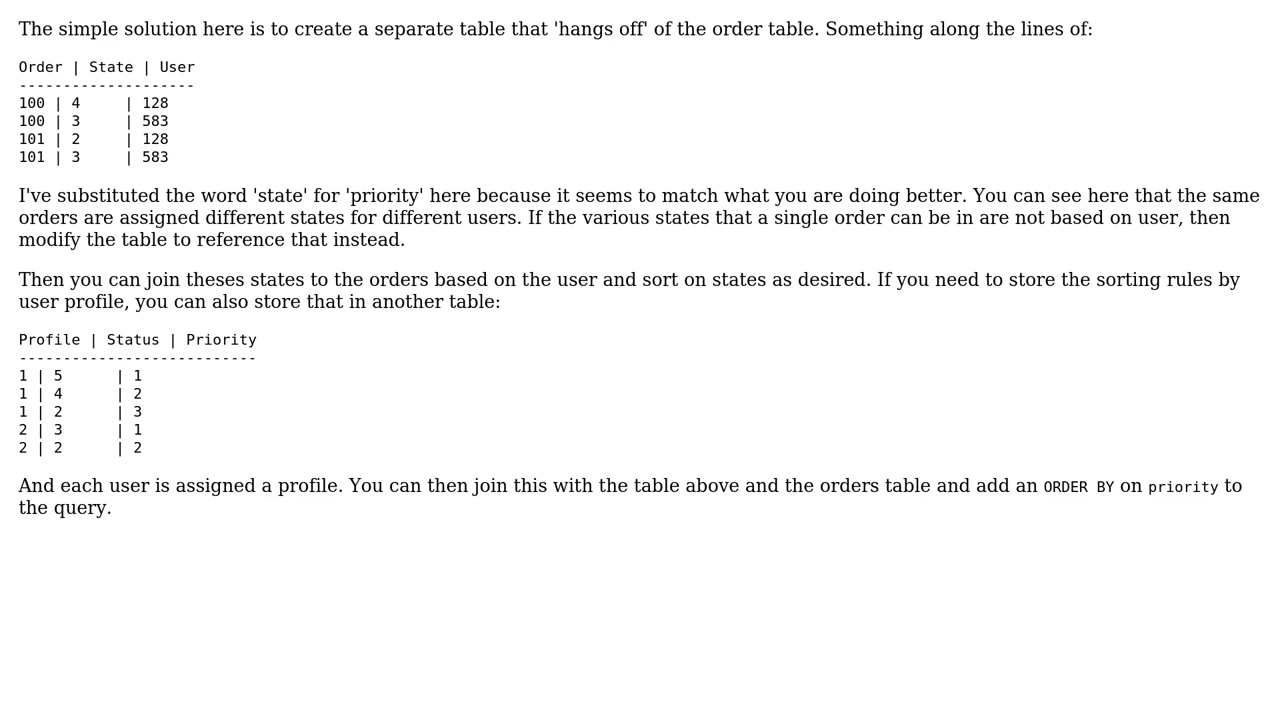 The simple solution here is to create a separate table that 'hangs off' of the order table. Something along the lines of:
Order | State | User
--------------------
100 | 4     | 128
100 | 3     | 583
101 | 2     | 128
101 | 3     | 583
I've substituted the word 'state' for 'priority' here because it seems to match what you are doing better. You can see here that the same
orders are assigned different states for different users. If the various states that a single order can be in are not based on user, then
modify the table to reference that instead.
Then you can join theses states to the orders based on the user and sort on states as desired. If you need to store the sorting rules by
user profile, you can also store that in another table:
Profile | Status | Priority
---------------------------
1 | 5      | 1
1 | 4      | 2
1 | 2      | 3
2 | 3      | 1
2 | 2      | 2
And each user is assigned a profile. You can then join this with the table above and the orders table and add an ORDER BY on priority to
the query.